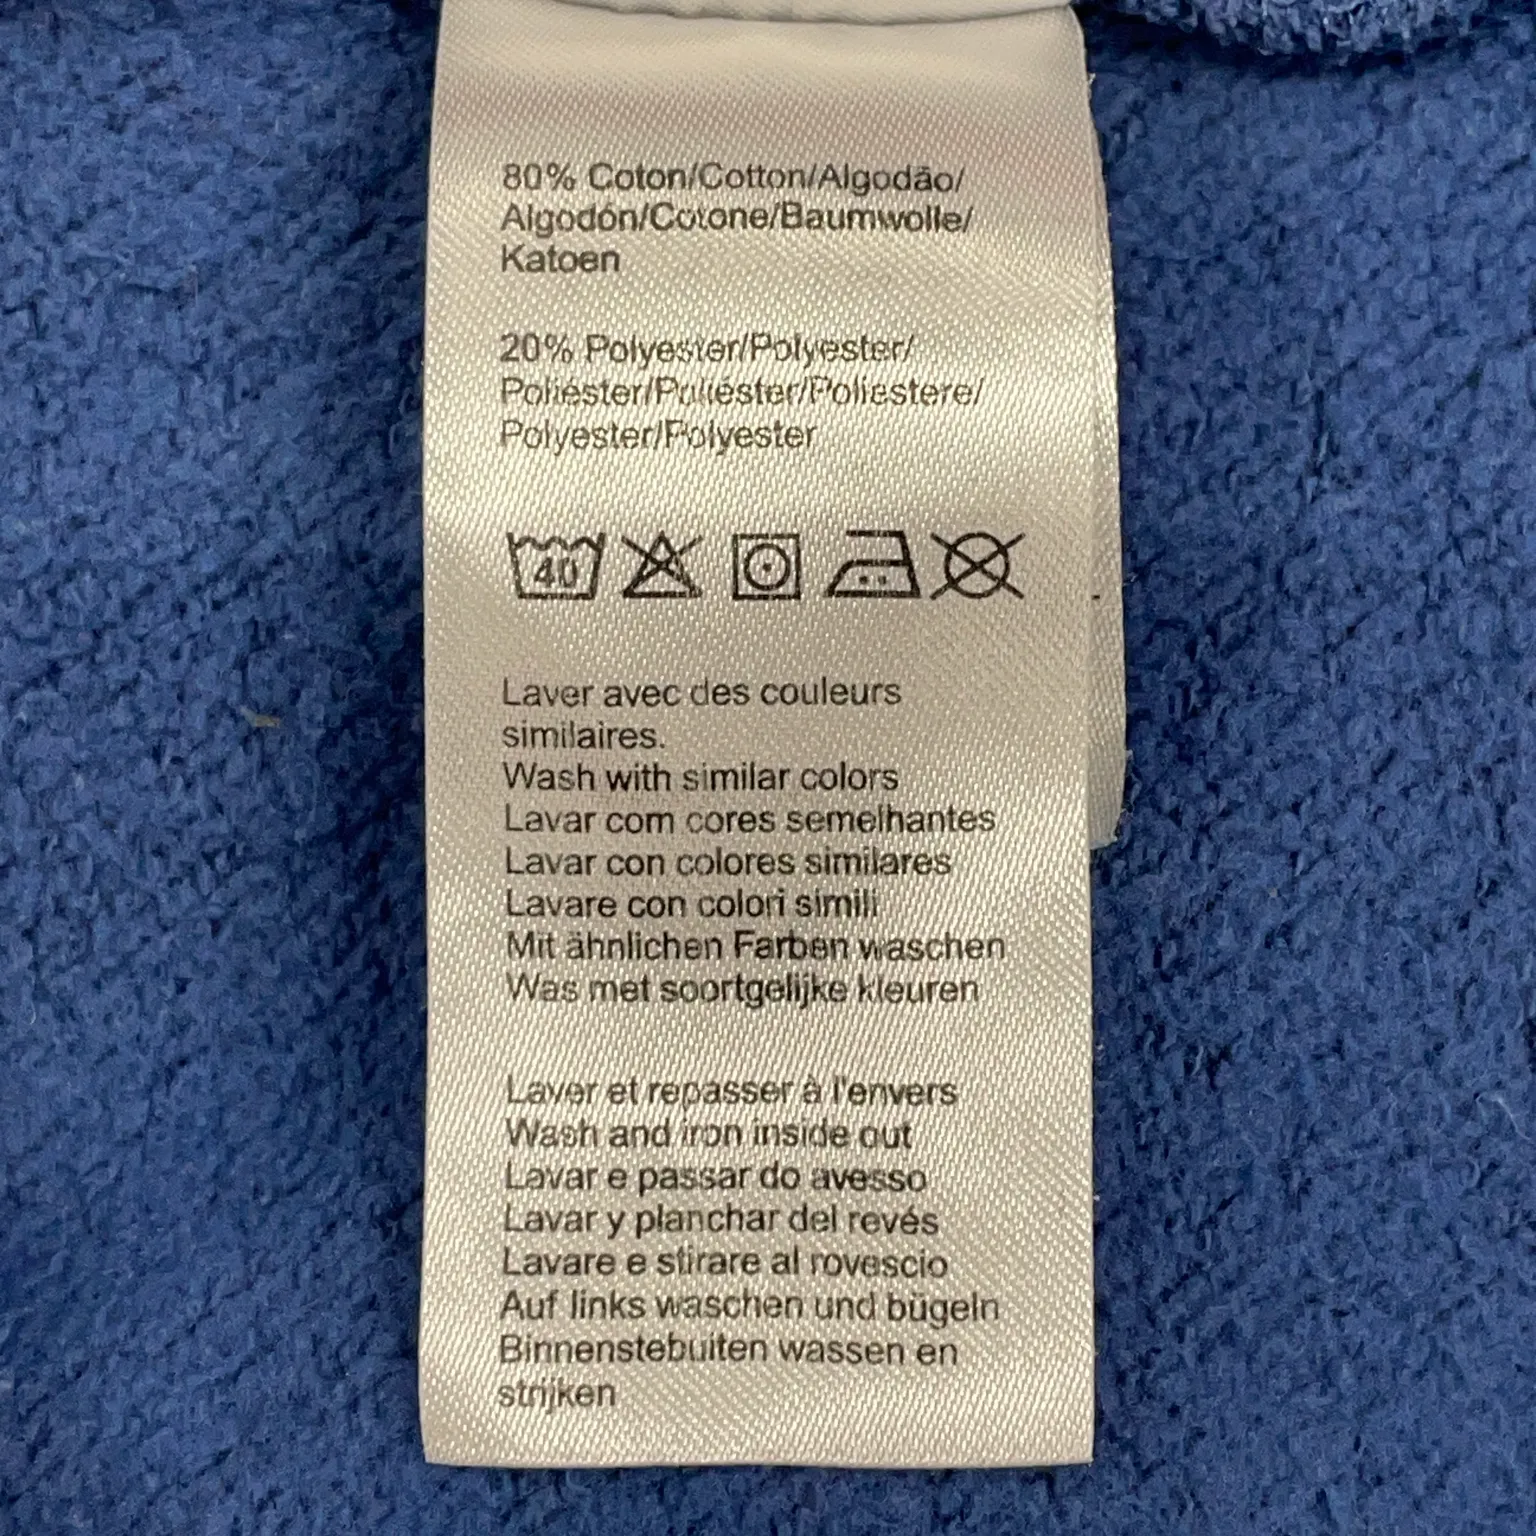 80% Coton/Cotton/Algodão/
Algodón/Cotone/Baumwolle/
Katoen
20% Polyester/Polyester/
Poliéster/Poliéster/Poliestere/
Polyester/Polyester
40
Laver avec des couleurs
similaires.
Wash with similar colors
Lavar com cores semelhantes
Lavar con colores similares
Lavare con colori simili
Mit ähnlichen Farben waschen
Was met soortgelijke kleuren
Laver et repasser à l'envers
Wash and iron inside out
Lavar e passar do avesso
Lavar y planchar del revés
Lavare e stirare al rovescio
Auf links waschen und bügeln
Binnenstebuiten wassen en
strijken